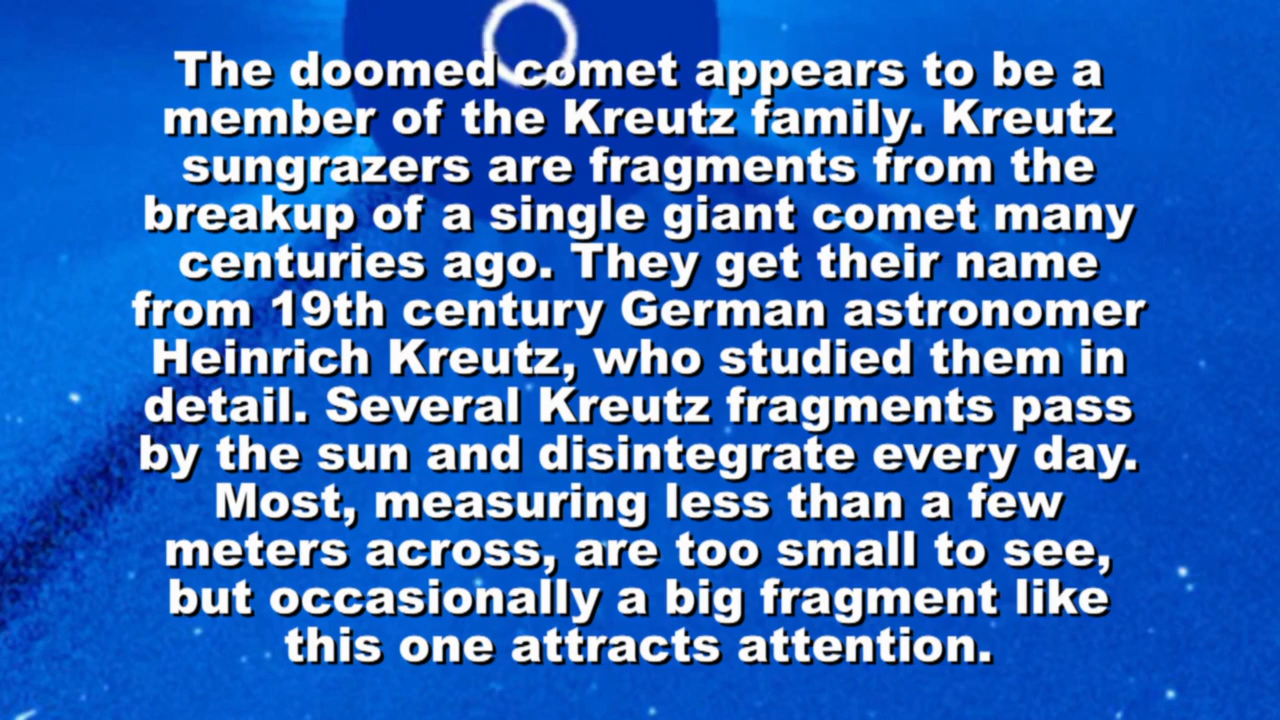 The doomed comet appears to be a
member of the Kreutz family. Kreutz
sungrazers are fragments from the
breakup of a single giant comet many
centuries ago. They get their name
from 19th century German astronomer
Heinrich Kreutz, who studied them in
detail. Several Kreutz fragments pass
by the sun and disintegrate every day.
Most, measuring less than a few
meters across, are too small to see,
but occasionally a big fragment like
this one attracts attention.